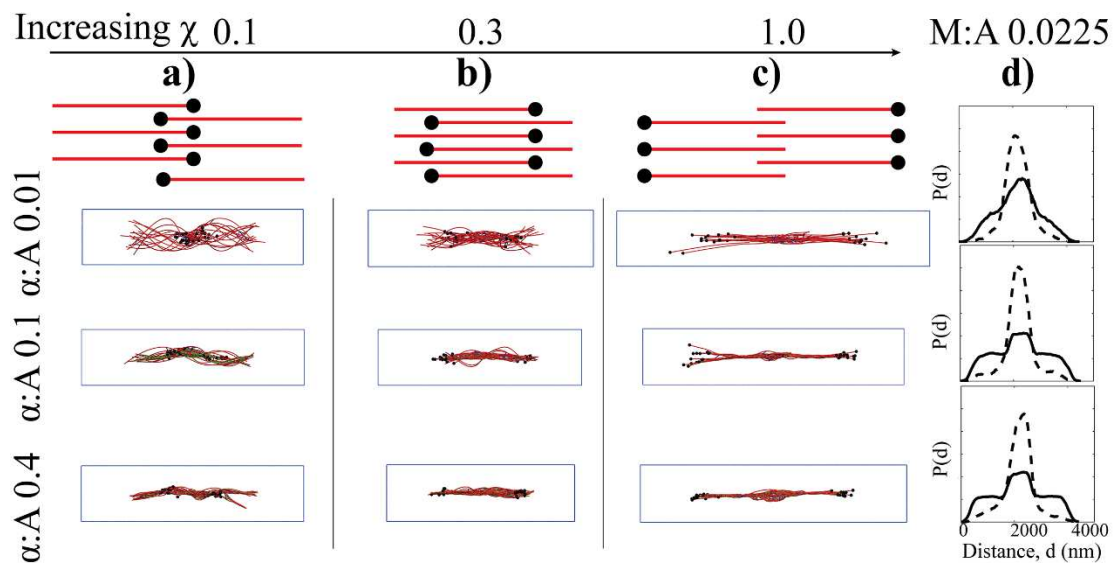 Increasing χ 0.1 0.3 1.0 M:A 0.0225
a) b) c) d)
α:A 0.01
P(d)
α:A 0.1
P(d)
α:A 0.4
P(d)
0 2000 4000
Distance, d (nm)